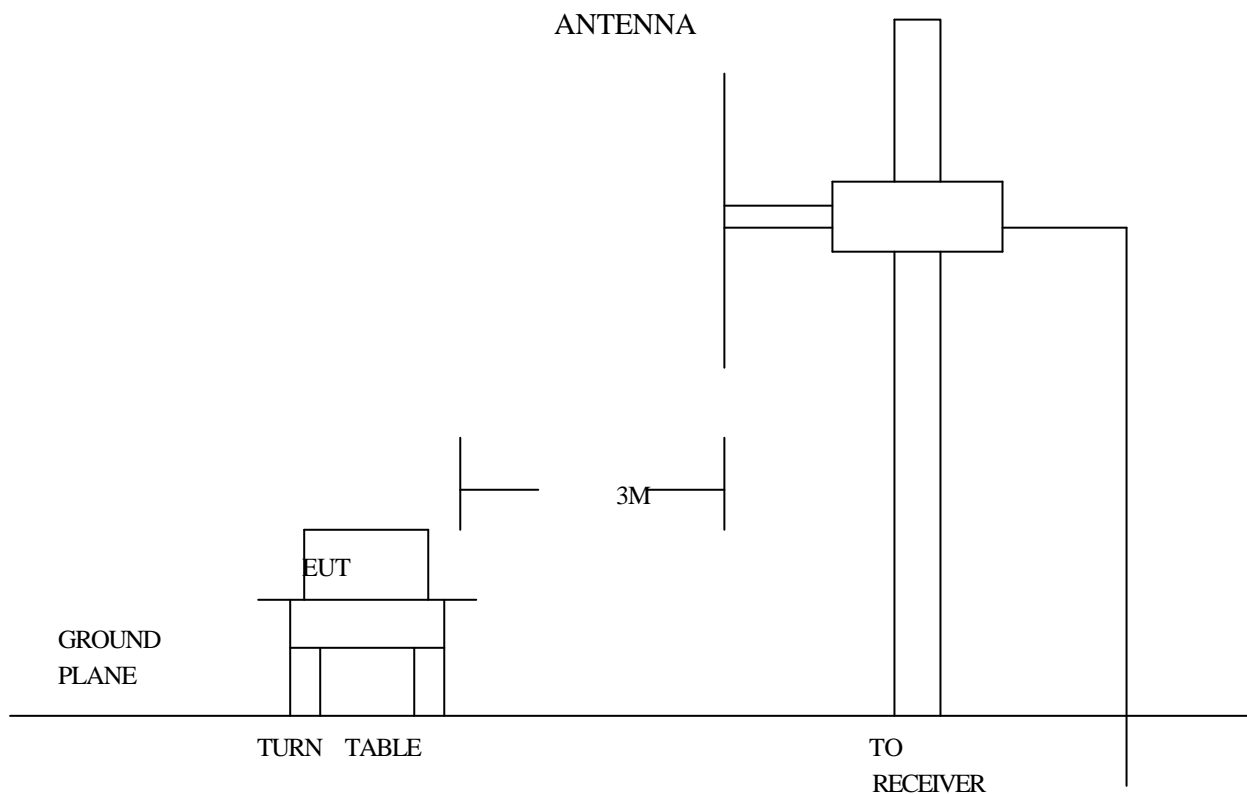 ANTENNA
3M
EUT
GROUND
PLANE
TURN TABLE
TO
RECEIVER